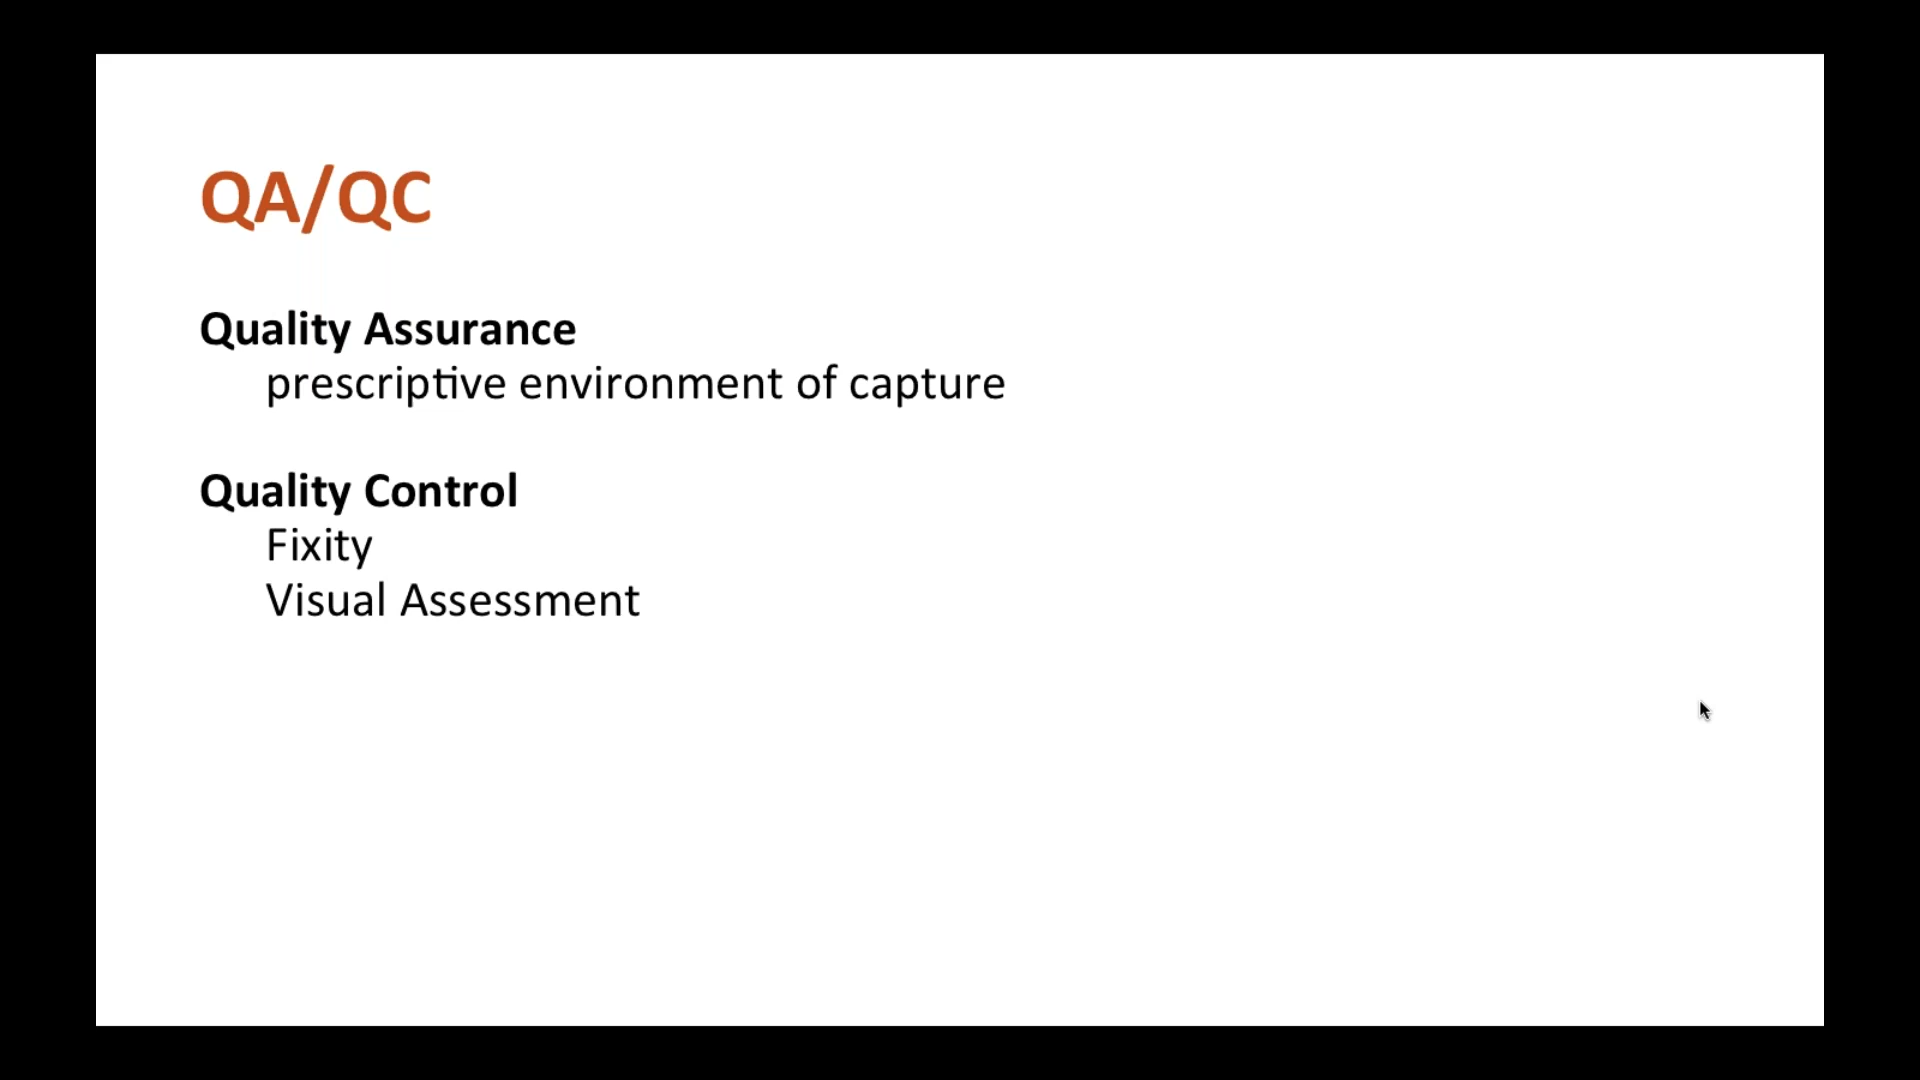 QA/QC
Quality Assurance
prescriptive environment of capture
Quality Control
Fixity
Visual Assessment